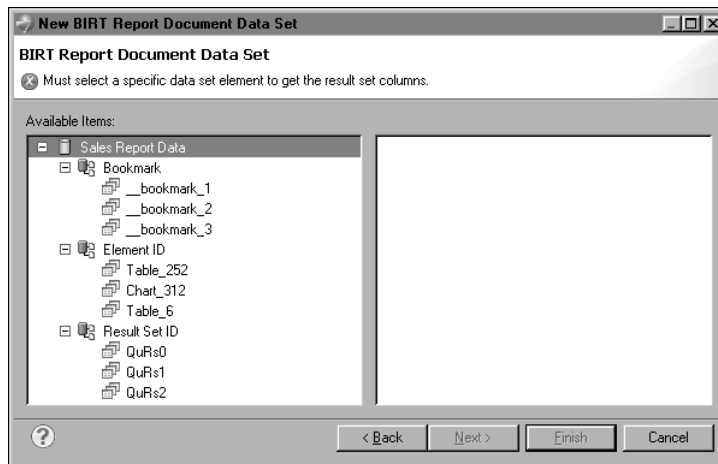 New BIRT Report Document Data Set
BIRT Report Document Data Set
Must select a specific data set element to get the result set columns.
Available Items:
Sales Report Data
Bookmark
__bookmark_1
__bookmark_2
__bookmark_3
Element ID
Table_252
Chart_312
Table_6
Result Set ID
QuRs0
QuRs1
QuRs2
? < Back Next > Finish Cancel